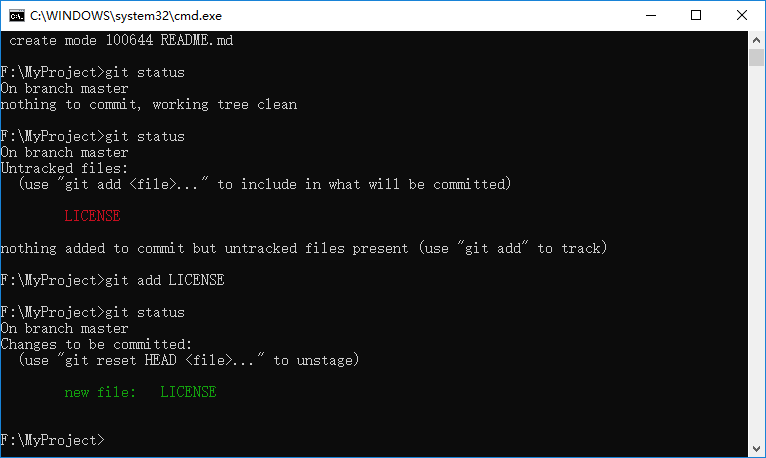 C:\WINDOWS\system32\cmd.exe
create mode 100644 README.md
F:\MyProject>git status
On branch master
nothing to commit, working tree clean
F:\MyProject>git status
On branch master
Untracked files:
(use "git add <file>..." to include in what will be committed)
LICENSE
nothing added to commit but untracked files present (use "git add" to track)
F:\MyProject>git add LICENSE
F:\MyProject>git status
On branch master
Changes to be committed:
(use "git reset HEAD <file>..." to unstage)
new file:   LICENSE
F:\MyProject>